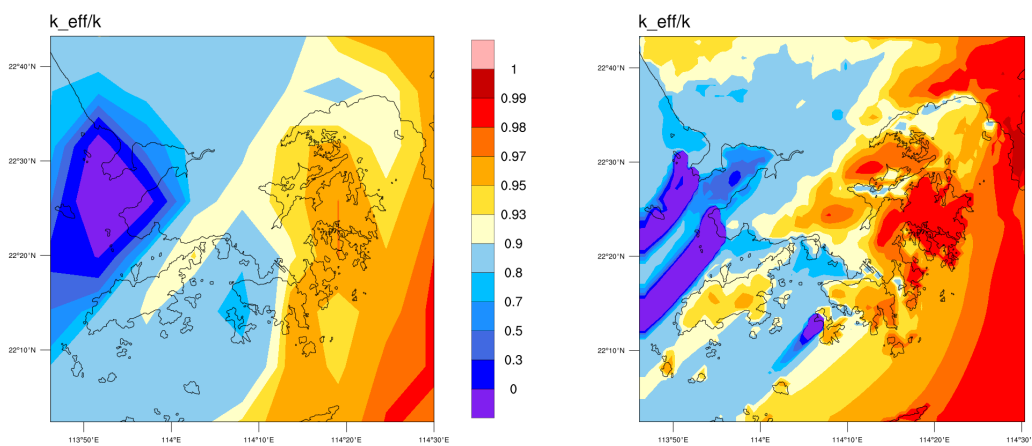 k_eff/k
22°40'N
22°30'N
22°20'N
22°10'N
113°50'E
114°E
114°10'E
114°20'E
114°30'E
1
0.99
0.98
0.97
0.95
0.93
0.9
0.8
0.7
0.5
0.3
0
k_eff/k
22°40'N
22°30'N
22°20'N
22°10'N
113°50'E
114°E
114°10'E
114°20'E
114°30'E